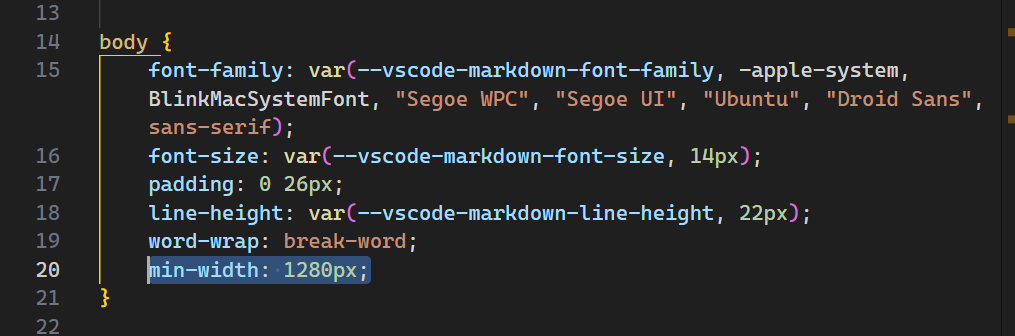 13
14 body {
15 font-family: var(--vscode-markdown-font-family, -apple-system,
BlinkMacSystemFont, "Segoe WPC", "Segoe UI", "Ubuntu", "Droid Sans",
sans-serif);
16 font-size: var(--vscode-markdown-font-size, 14px);
17 padding: 0 26px;
18 line-height: var(--vscode-markdown-line-height, 22px);
19 word-wrap: break-word;
20 min-width: 1280px;
21 }
22